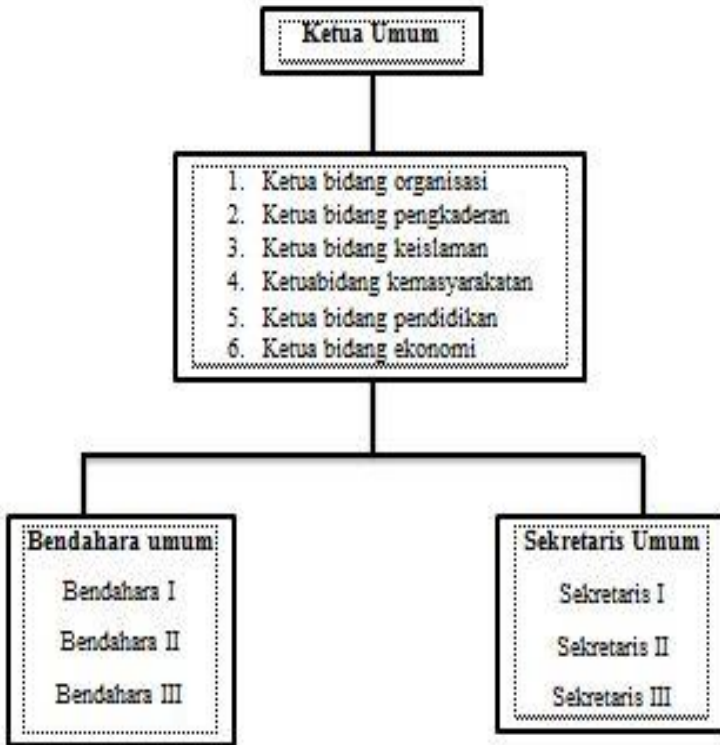 Ketua Umum
1. Ketua bidang organisasi
2. Ketua bidang pengkaderan
3. Ketua bidang keislaman
4. Ketuabidang kemasyarakatan
5. Ketua bidang pendidikan
6. Ketua bidang ekonomi
Bendahara umum
Bendahara I
Bendahara II
Bendahara III
Sekretaris Umum
Sekretaris I
Sekretaris II
Sekretaris III